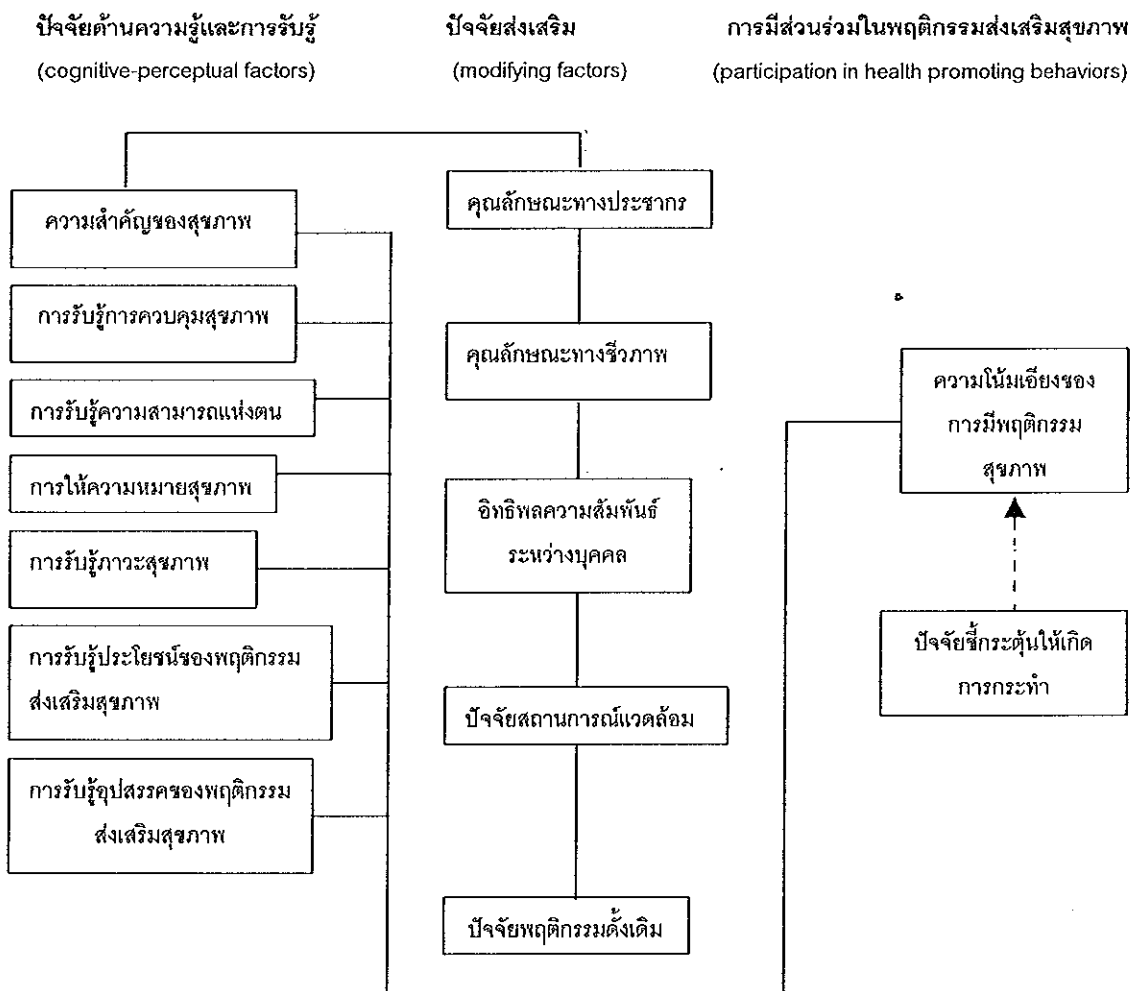 ปัจจัยด้านความรู้และการรับรู้
(cognitive-perceptual factors)
ปัจจัยส่งเสริม
(modifying factors)
การมีส่วนร่วมในพฤติกรรมส่งเสริมสุขภาพ
(participation in health promoting behaviors)
ความสำคัญของสุขภาพ
การรับรู้การควบคุมสุขภาพ
การรับรู้ความสามารถแห่งตน
การให้ความหมายสุขภาพ
การรับรู้ภาวะสุขภาพ
การรับรู้ประโยชน์ของพฤติกรรม
ส่งเสริมสุขภาพ
การรับรู้อุปสรรคของพฤติกรรม
ส่งเสริมสุขภาพ
คุณลักษณะทางประชากร
คุณลักษณะทางชีวภาพ
อิทธิพลความสัมพันธ์
ระหว่างบุคคล
ปัจจัยสถานการณ์แวดล้อม
ปัจจัยพฤติกรรมดั้งเดิม
ความโน้มเอียงของ
การมีพฤติกรรม
สุขภาพ
ปัจจัยชี้กระตุ้นให้เกิด
การกระทำ